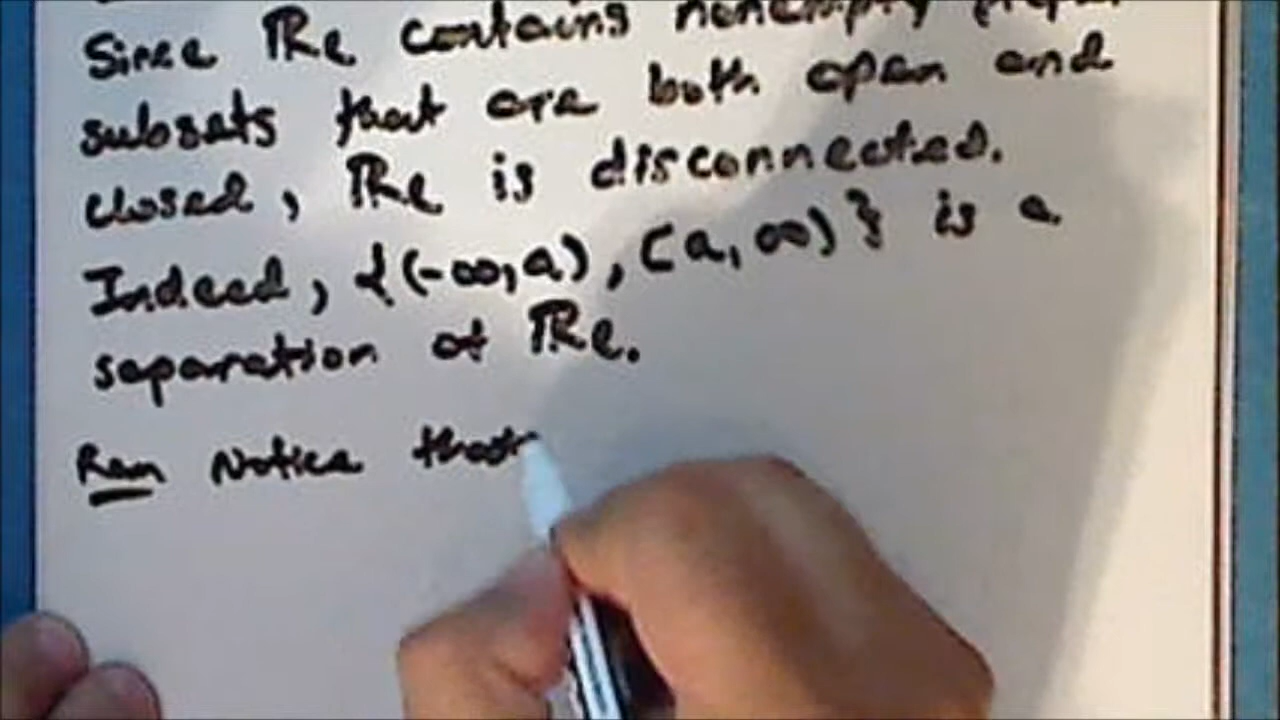 Since ℝℓ contains nonempty proper
subsets that are both open and
closed, ℝℓ is disconnected.
Indeed, {(-∞,a), [a,∞)} is a
separation of ℝℓ.
Rem Notice that